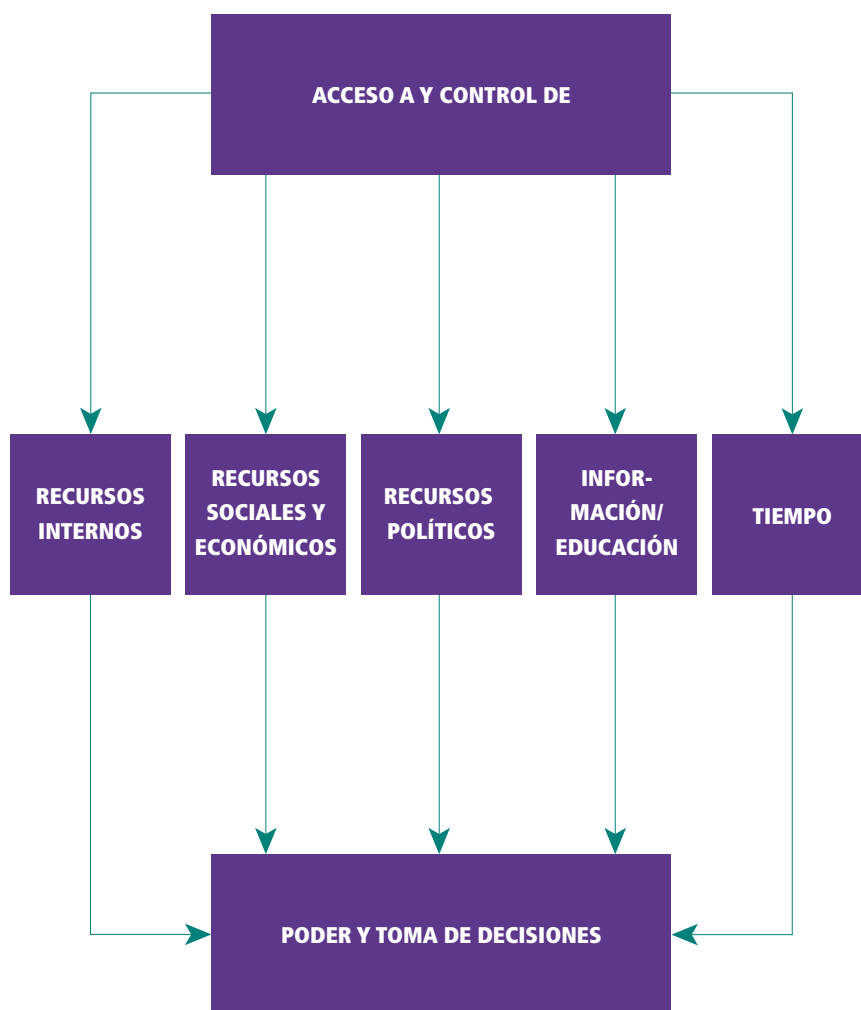 ACCESO A Y CONTROL DE
RECURSOS
INTERNOS
RECURSOS
SOCIALES Y
ECONÓMICOS
RECURSOS
POLÍTICOS
INFOR-
MACIÓN/
EDUCACIÓN
TIEMPO
PODER Y TOMA DE DECISIONES